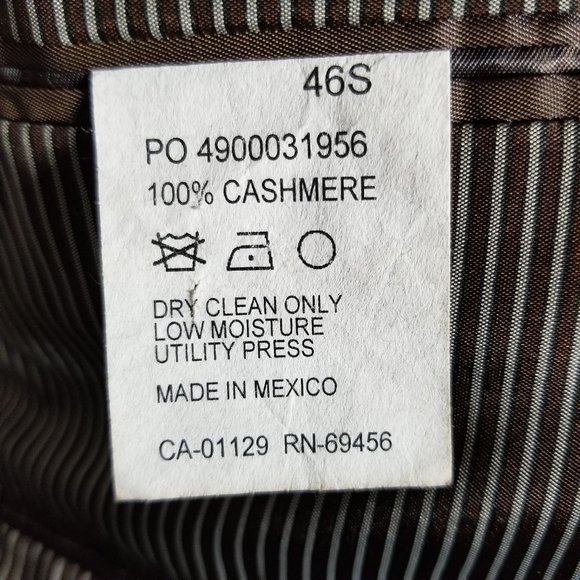 46S
PO 4900031956
100% CASHMERE
DRY CLEAN ONLY
LOW MOISTURE
UTILITY PRESS
MADE IN MEXICO
CA-01129 RN-69456